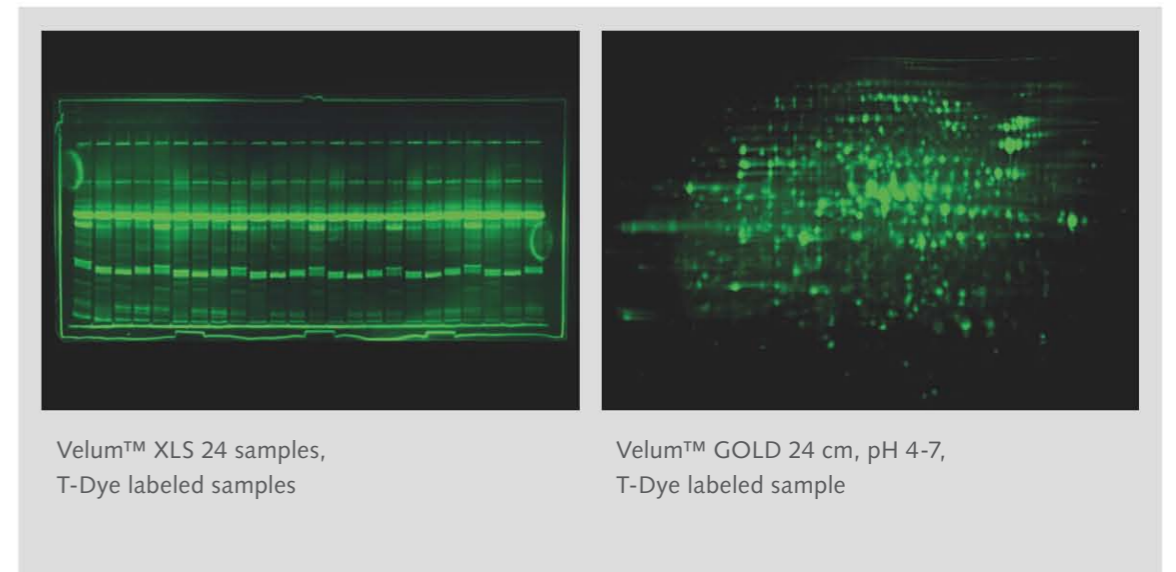 Velum™ XLS 24 samples,
T-Dye labeled samples
Velum™ GOLD 24 cm, pH 4-7,
T-Dye labeled sample